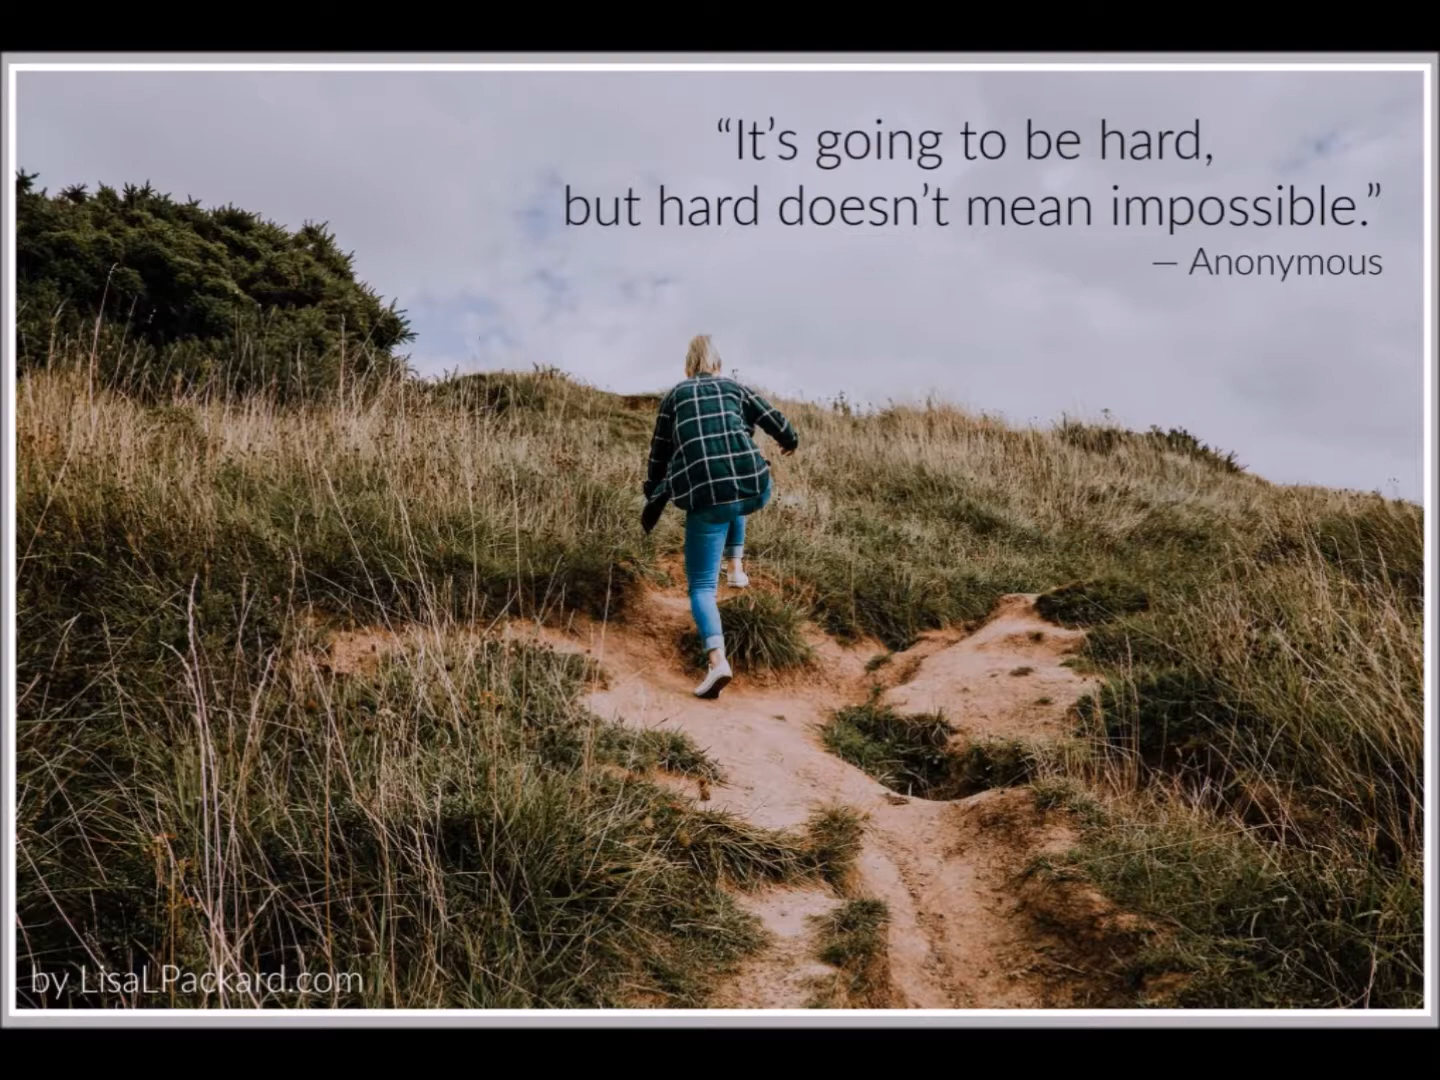 “It’s going to be hard,
but hard doesn’t mean impossible.”
— Anonymous
by LisaLPackard.com